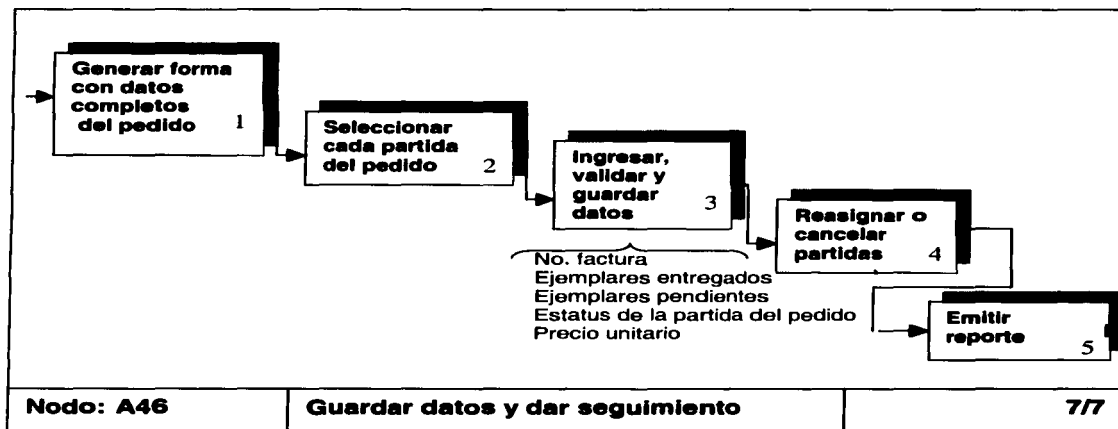 Generar forma
con datos
completos
del pedido
1
Seleccionar
cada partida
del pedido
2
Ingresar,
validar y
guardar
datos
3
Reasignar o
cancelar
partidas
4
No. factura
Ejemplares entregados
Ejemplares pendientes
Estatus de la partida del pedido
Precio unitario
Emitir
reporte
5
Nodo: A46
Guardar datos y dar seguimiento
7/7